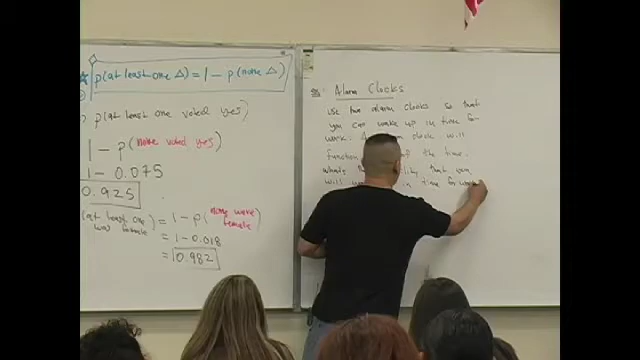 p(at least one Δ) = 1 - p(none Δ)
p(at least one voted yes)
1 - p(none voted yes)
1 - 0.075
0.925
(at least one was female) = 1 - p(none were female)
= 1 - 0.018
= 0.982
Alarm Clocks
Use two alarm clocks so that
you can wake up in time for
work. clock will
function the time.
that you
will in time for work